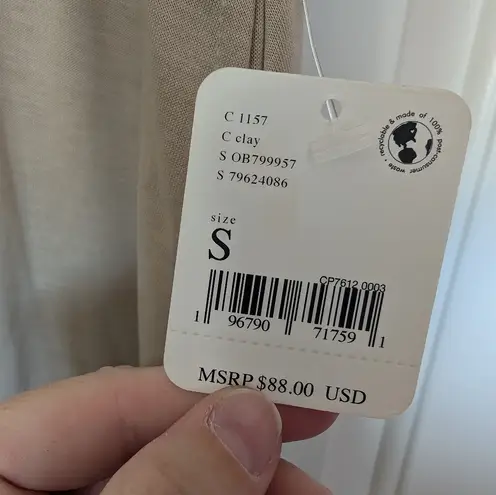 C 1157
C clay
S OB799957
S 79624086
recyclable & made of 100% post-consumer waste •
size
S
CP7612 0003
1 96790 71759 1
MSRP $88.00 USD